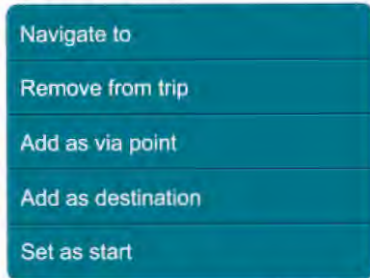 Navigate to
Remove from trip
Add as via point
Add as destination
Set as start